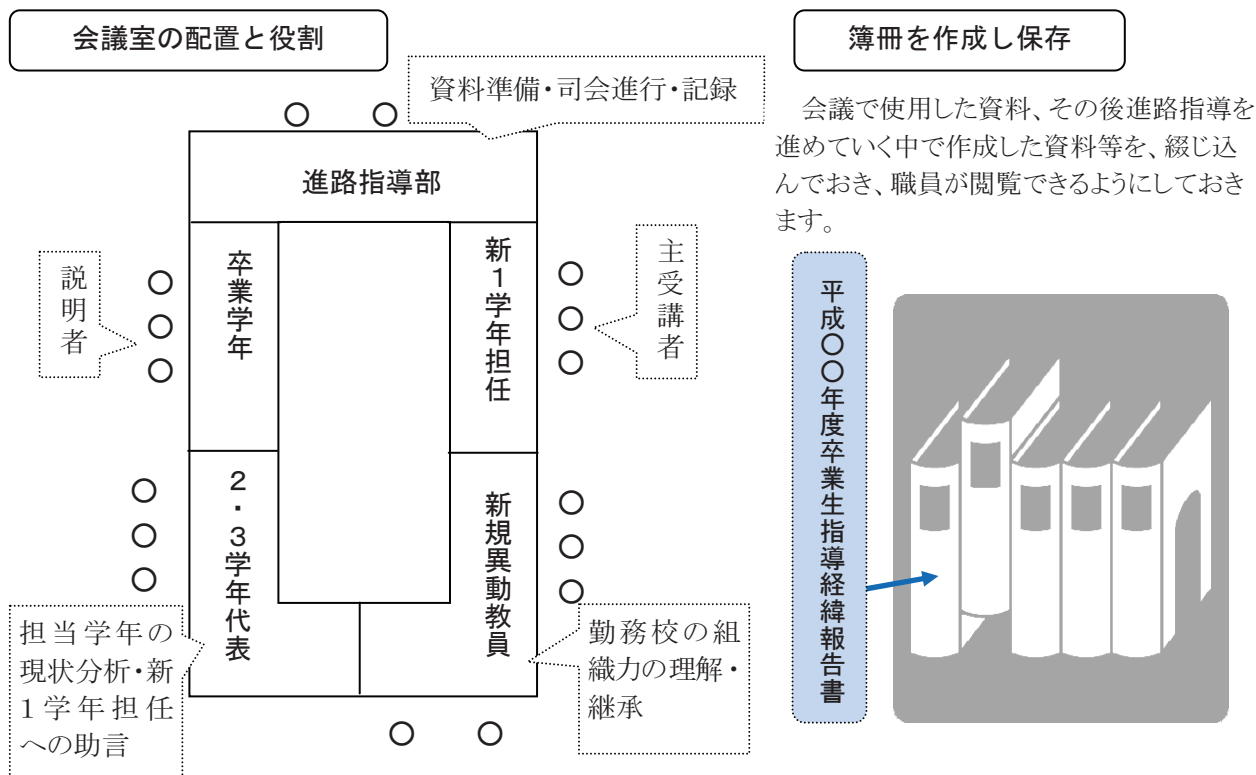 会議室の配置と役割
資料準備・司会進行・記録
進路指導部
説明者
卒業学年
新1学年担任
主受講者
2・3学年代表
新規異動教員
担当学年の
現状分析・新
1学年担任
への助言
勤務校の組
織力の理解・
継承
簿冊を作成し保存
会議で使用した資料、その後進路指導を
進めていく中で作成した資料等を、綴じ込
んでおき、職員が閲覧できるようにしておき
ます。
平成〇〇年度卒業生指導経緯報告書